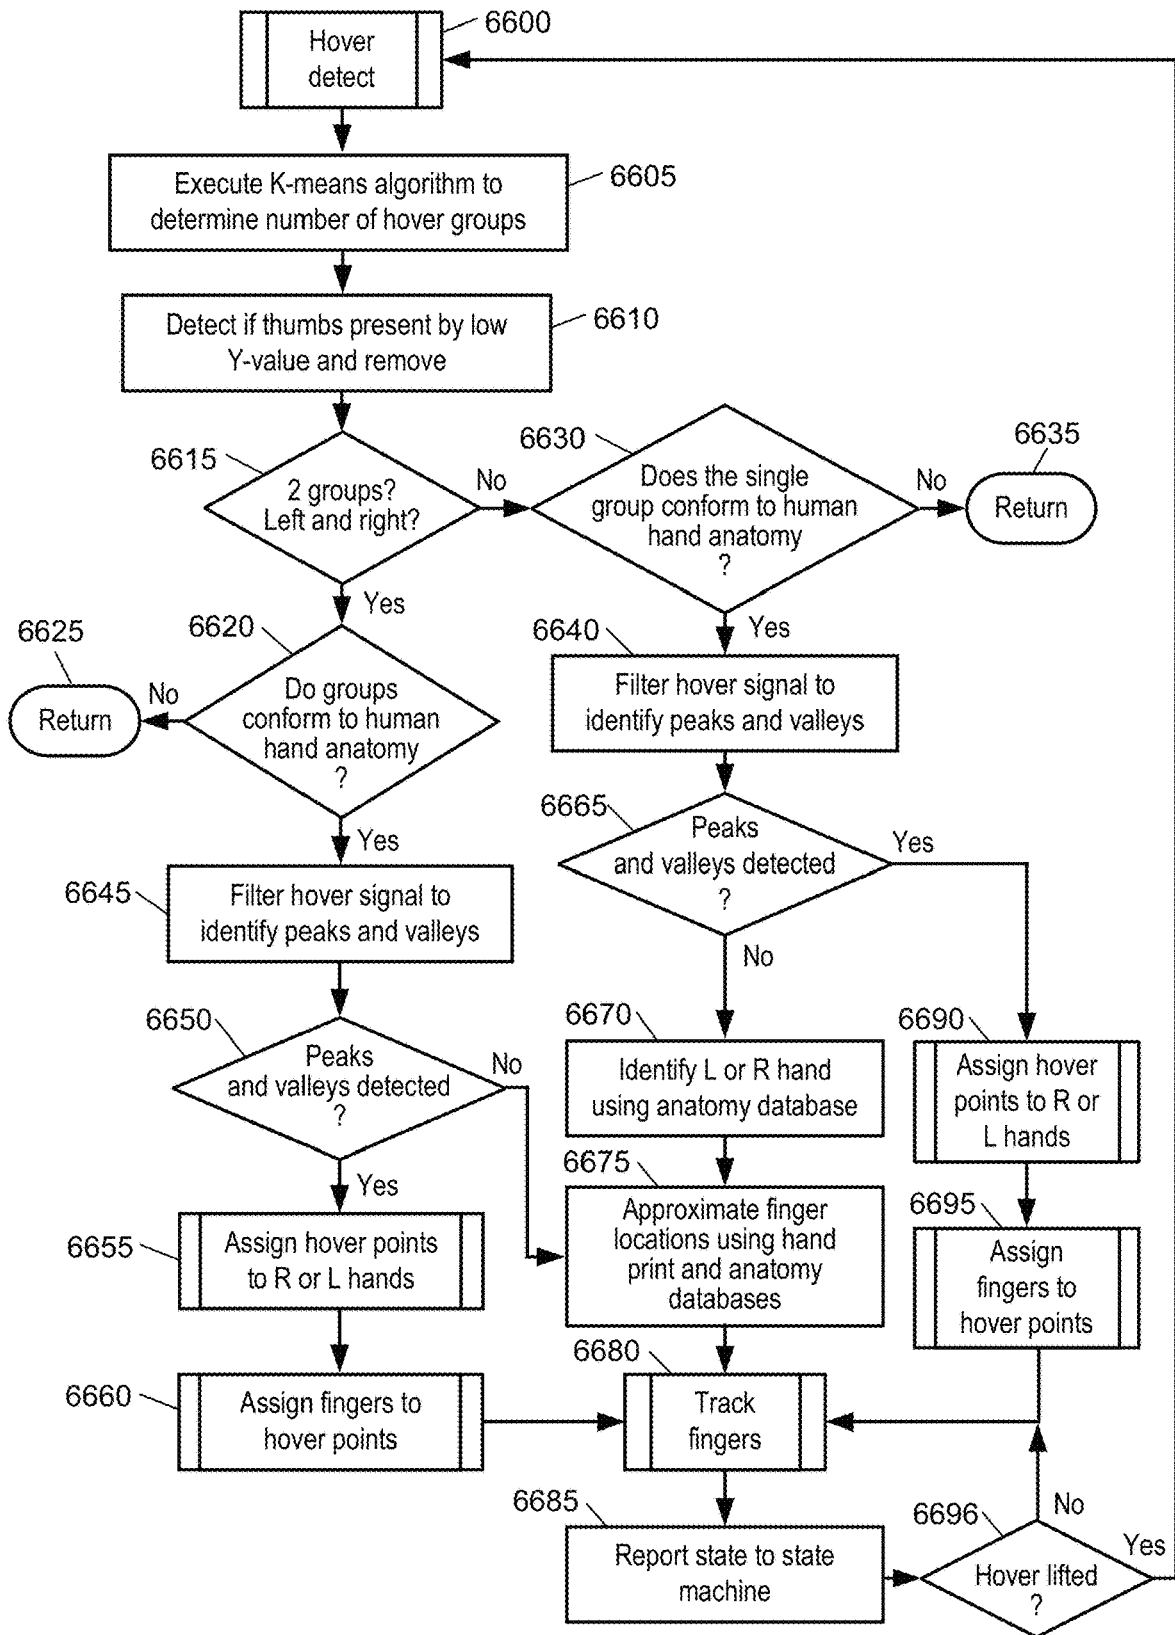 6600
Hover
detect
6605
Execute K-means algorithm to
determine number of hover groups
6610
Detect if thumbs present by low
Y-value and remove
6615
2 groups?
Left and right?
No
Yes
6630
Does the single
group conform to human
hand anatomy
?
No
Yes
6635
Return
6620
Do groups
conform to human
hand anatomy
?
No
Yes
6625
Return
6640
Filter hover signal to
identify peaks and valleys
6665
Peaks
and valleys detected
?
Yes
No
6645
Filter hover signal to
identify peaks and valleys
6650
Peaks
and valleys detected
?
No
Yes
6670
Identify L or R hand
using anatomy database
6690
Assign hover
points to R or
L hands
6655
Assign hover points
to R or L hands
6675
Approximate finger
locations using hand
print and anatomy
databases
6695
Assign
fingers to
hover points
6660
Assign fingers to
hover points
6680
Track
fingers
6685
Report state to state
machine
6696
Hover lifted
?
No
Yes